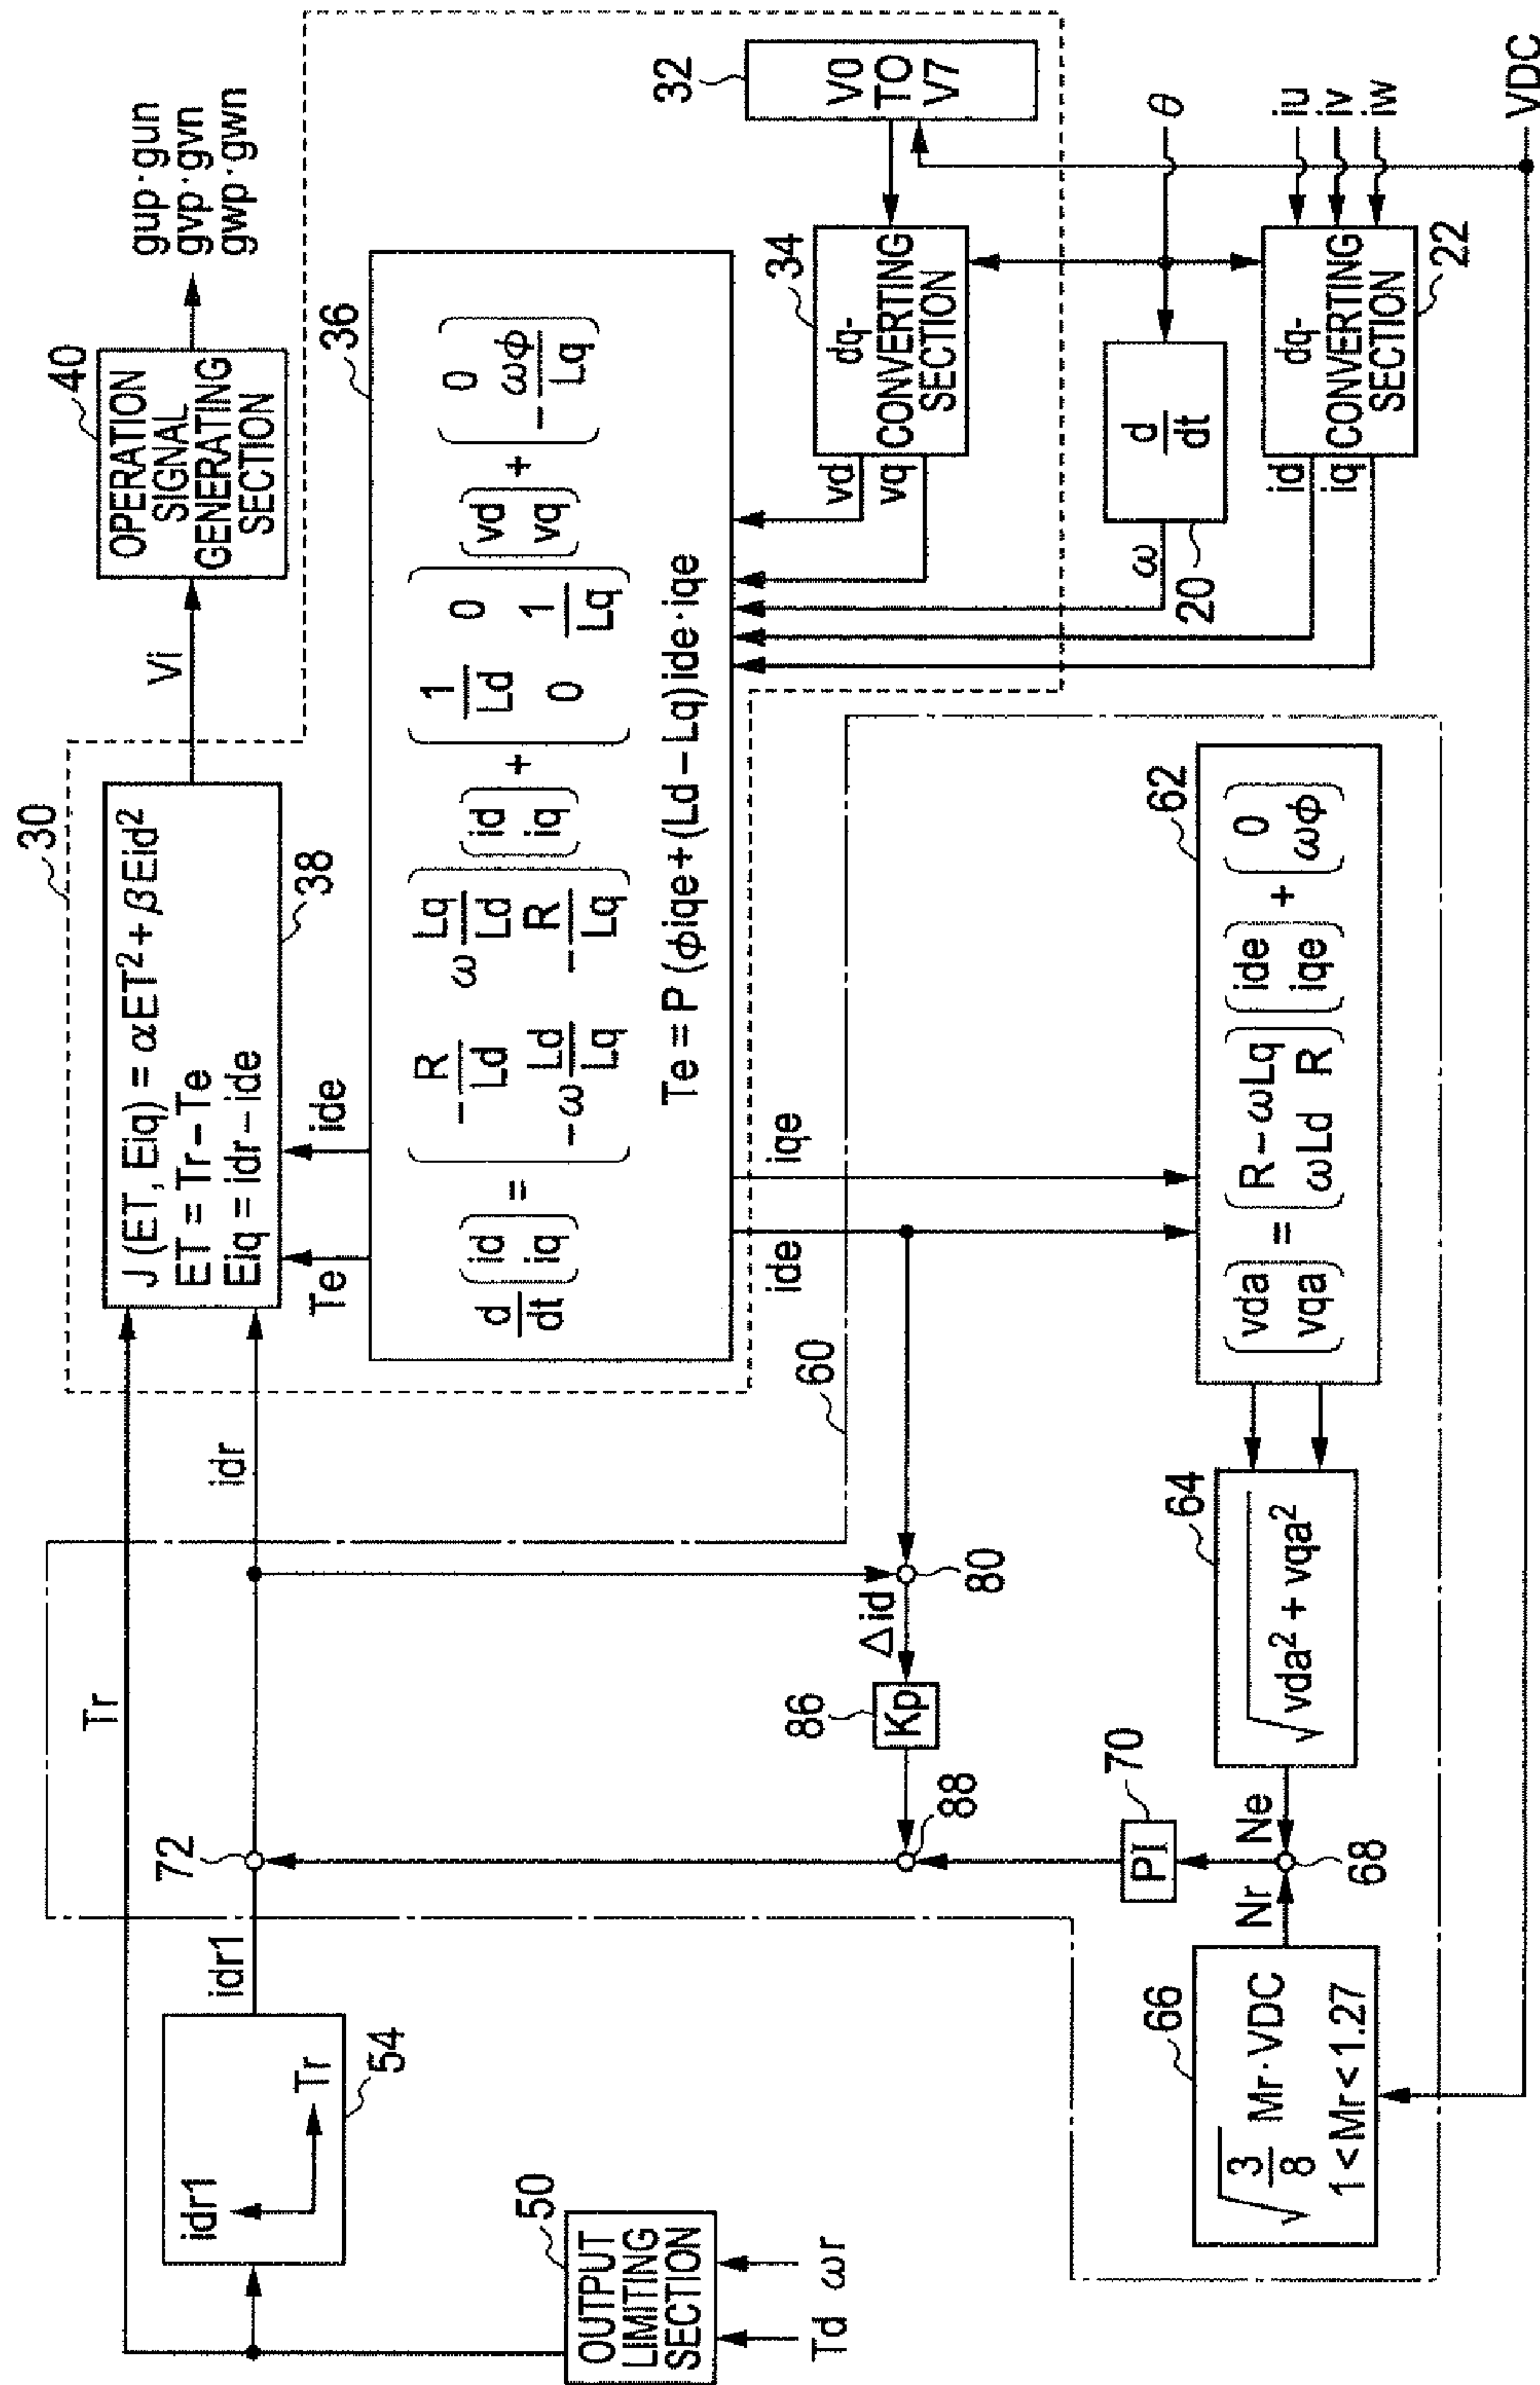 30
38
J (ET, Eiq) = αET² + βEid²
ET = Tr – Te
Eiq = idr – ide
Vi
40
OPERATION
SIGNAL
GENERATING
SECTION
gup·gun
gvp·gvn
gwp·gwn
Tr
idr
Te
ide
36
d/dt (id iq) = (–R/Ld ωLq/Ld –ωLd/Lq –R/Lq) (id iq) + (1/Ld 0 0 1/Lq) (vd vq) + (0 –ωϕ/Lq)
Te = P (ϕiqe + (Ld – Lq) ide·iqe
32
V0
TO
V7
34
dq-
CONVERTING
SECTION
vd
vq
θ
d/dt
20
ω
iu
iv
iw
dq-
CONVERTING
SECTION
22
id
iq
VDC
50
OUTPUT
LIMITING
SECTION
Td
ωr
idr1
Tr
54
idr1
72
60
ide
iqe
80
Δid
86
Kp
88
70
PI
62
(vda vqa) = (R –ωLq ωLd R) (ide iqe) + (0 ωϕ)
64
√vda² + vqa²
Ne
68
Nr
66
√3/8 Mr·VDC
1 < Mr < 1.27